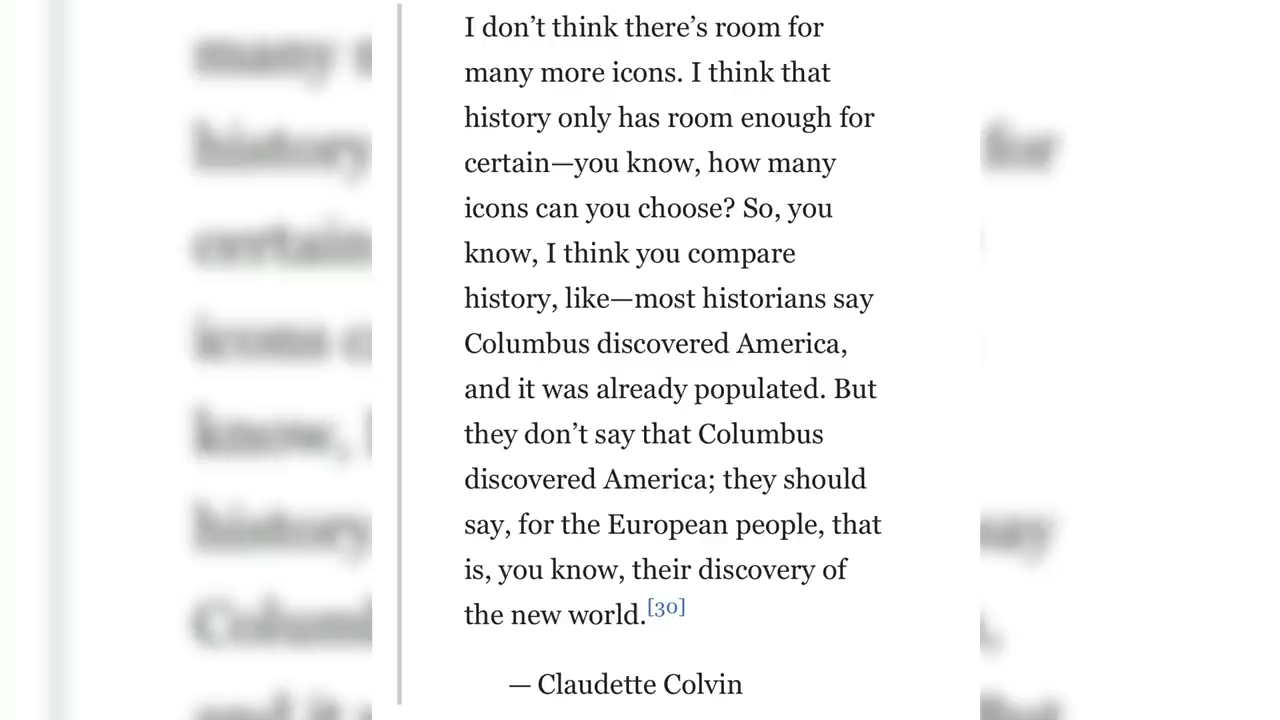 I don’t think there’s room for
many more icons. I think that
history only has room enough for
certain—you know, how many
icons can you choose? So, you
know, I think you compare
history, like—most historians say
Columbus discovered America,
and it was already populated. But
they don’t say that Columbus
discovered America; they should
say, for the European people, that
is, you know, their discovery of
the new world.[30]
— Claudette Colvin